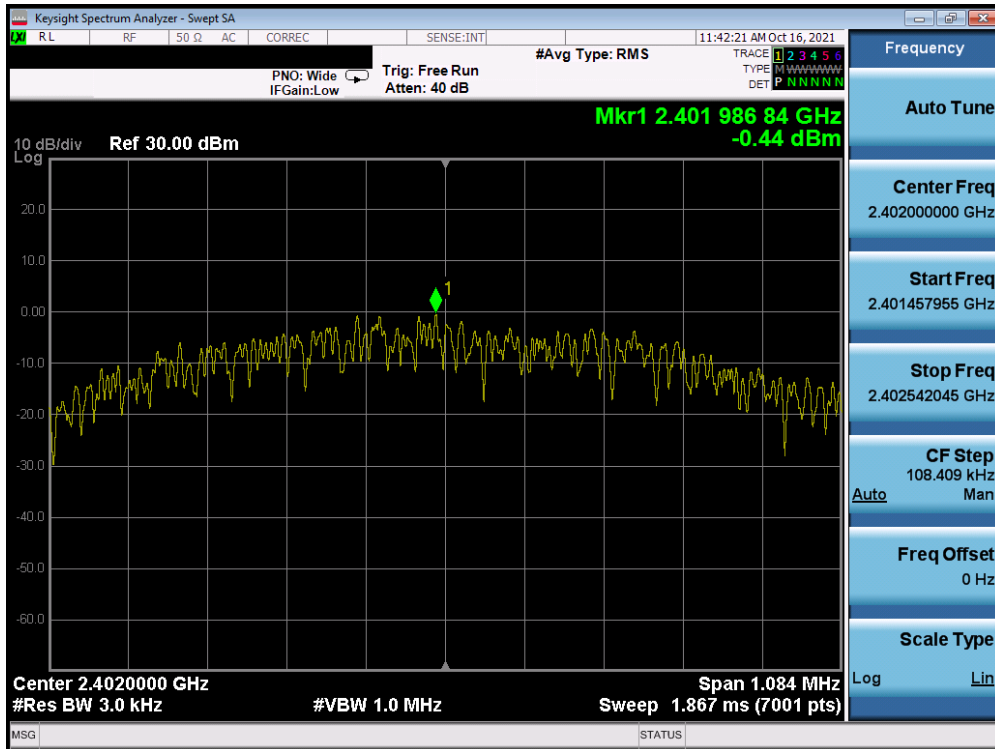 Keysight Spectrum Analyzer - Swept SA
LXI RL RF 50 Ω AC CORREC SENSE:INT 11:42:21 AM Oct 16, 2021
#Avg Type: RMS TRACE 1 2 3 4 5 6
PNO: Wide Trig: Free Run TYPE M WWWWW
IFGain:Low Atten: 40 dB DET P N N N N N
Mkr1 2.401 986 84 GHz
-0.44 dBm
10 dB/div Ref 30.00 dBm
Log
20.0
10.0
1
0.00
-10.0
-20.0
-30.0
-40.0
-50.0
-60.0
Center 2.4020000 GHz Span 1.084 MHz
#Res BW 3.0 kHz #VBW 1.0 MHz Sweep 1.867 ms (7001 pts)
MSG STATUS
Frequency
Auto Tune
Center Freq
2.402000000 GHz
Start Freq
2.401457955 GHz
Stop Freq
2.402542045 GHz
CF Step
108.409 kHz
Auto Man
Freq Offset
0 Hz
Scale Type
Log Lin